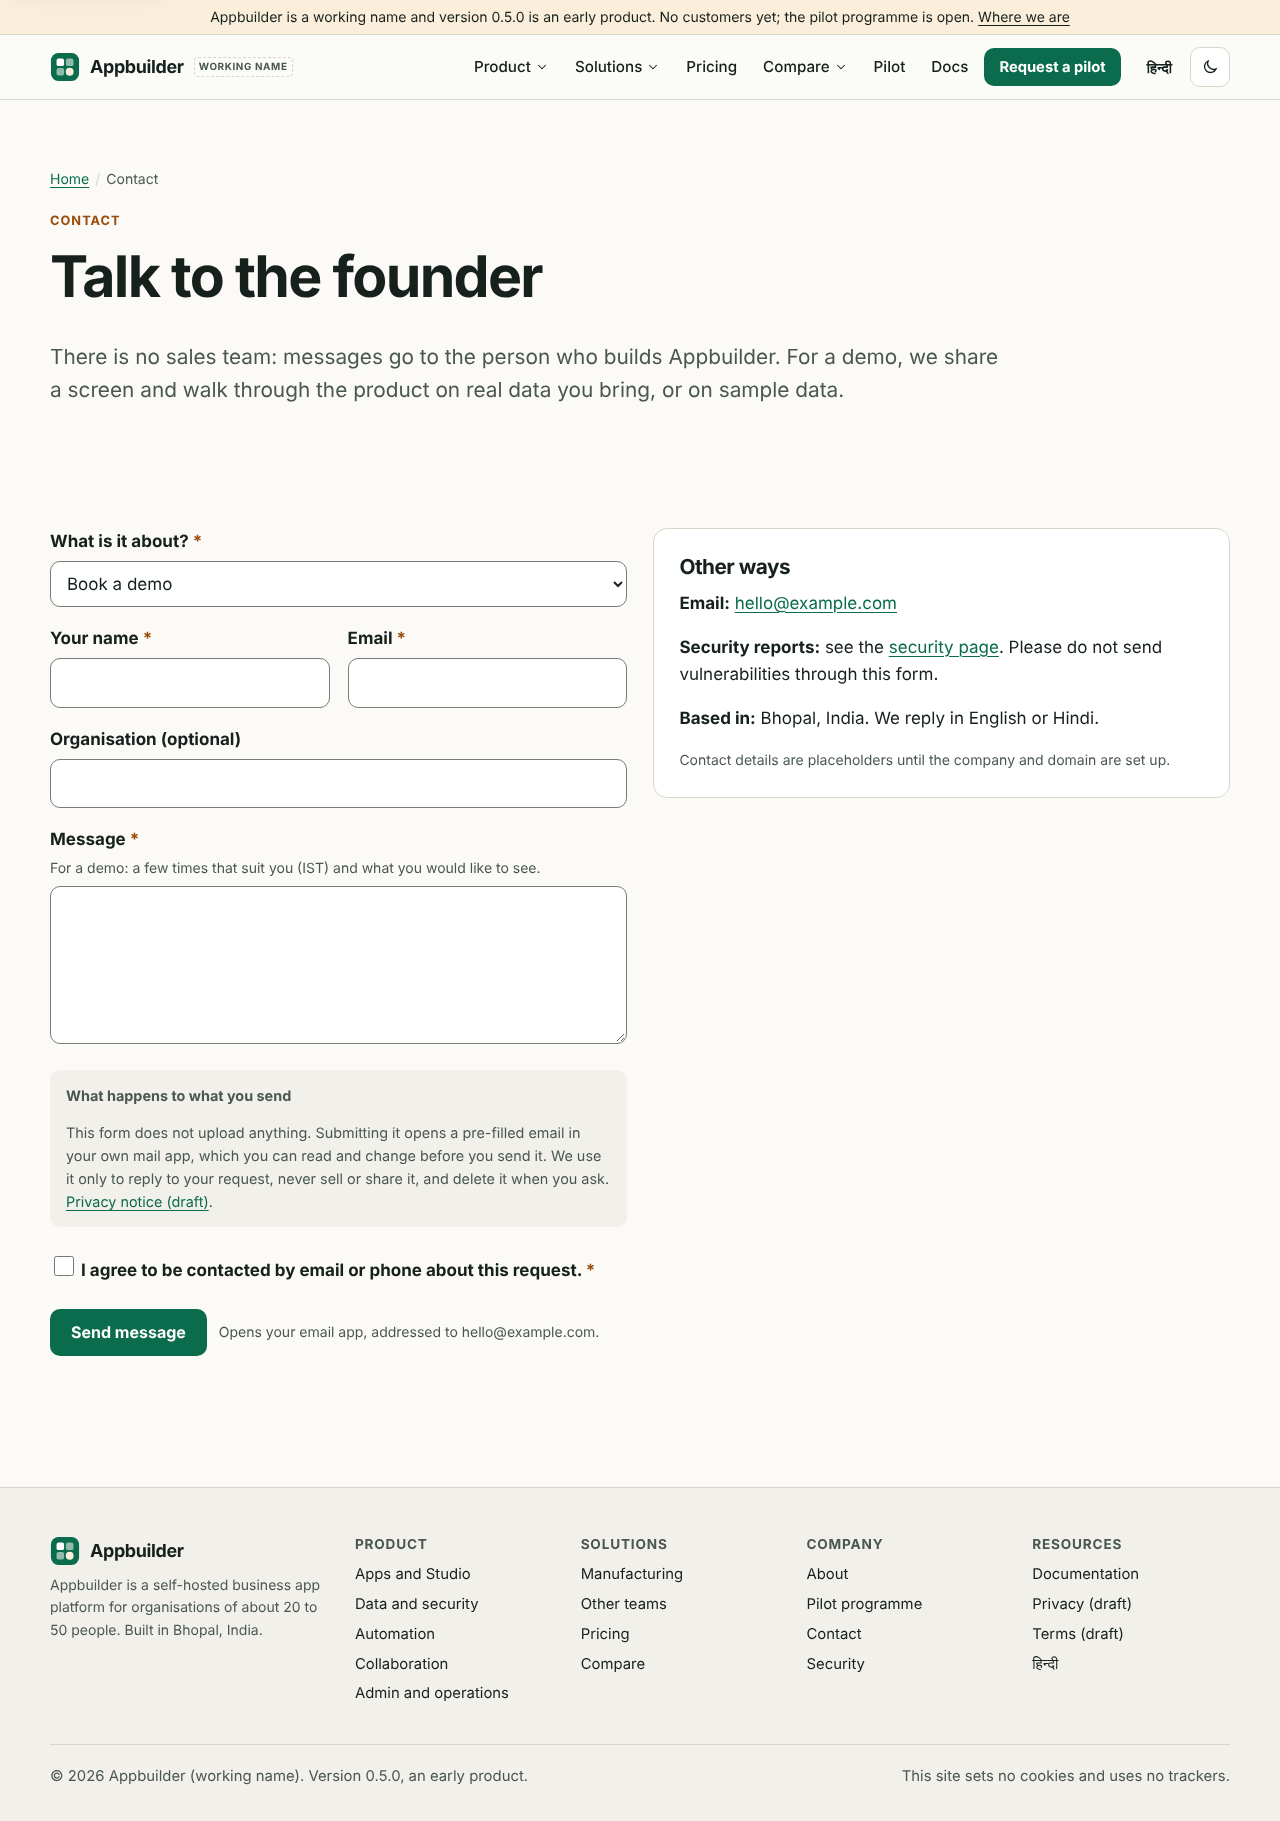 Appbuilder is a working name and version 0.5.0 is an early product. No customers yet; the pilot programme is open. Where we are
Appbuilder WORKING NAME Product Solutions Pricing Compare Pilot Docs Request a pilot हिन्दी
Home / Contact
CONTACT
Talk to the founder
There is no sales team: messages go to the person who builds Appbuilder. For a demo, we share
a screen and walk through the product on real data you bring, or on sample data.
What is it about? *
Book a demo
Your name * Email *
Organisation (optional)
Message *
For a demo: a few times that suit you (IST) and what you would like to see.
What happens to what you send
This form does not upload anything. Submitting it opens a pre-filled email in
your own mail app, which you can read and change before you send it. We use
it only to reply to your request, never sell or share it, and delete it when you ask.
Privacy notice (draft).
I agree to be contacted by email or phone about this request. *
Send message Opens your email app, addressed to hello@example.com.
Other ways
Email: hello@example.com
Security reports: see the security page. Please do not send
vulnerabilities through this form.
Based in: Bhopal, India. We reply in English or Hindi.
Contact details are placeholders until the company and domain are set up.
Appbuilder
Appbuilder is a self-hosted business app
platform for organisations of about 20 to
50 people. Built in Bhopal, India.
PRODUCT
Apps and Studio
Data and security
Automation
Collaboration
Admin and operations
SOLUTIONS
Manufacturing
Other teams
Pricing
Compare
COMPANY
About
Pilot programme
Contact
Security
RESOURCES
Documentation
Privacy (draft)
Terms (draft)
हिन्दी
© 2026 Appbuilder (working name). Version 0.5.0, an early product.
This site sets no cookies and uses no trackers.